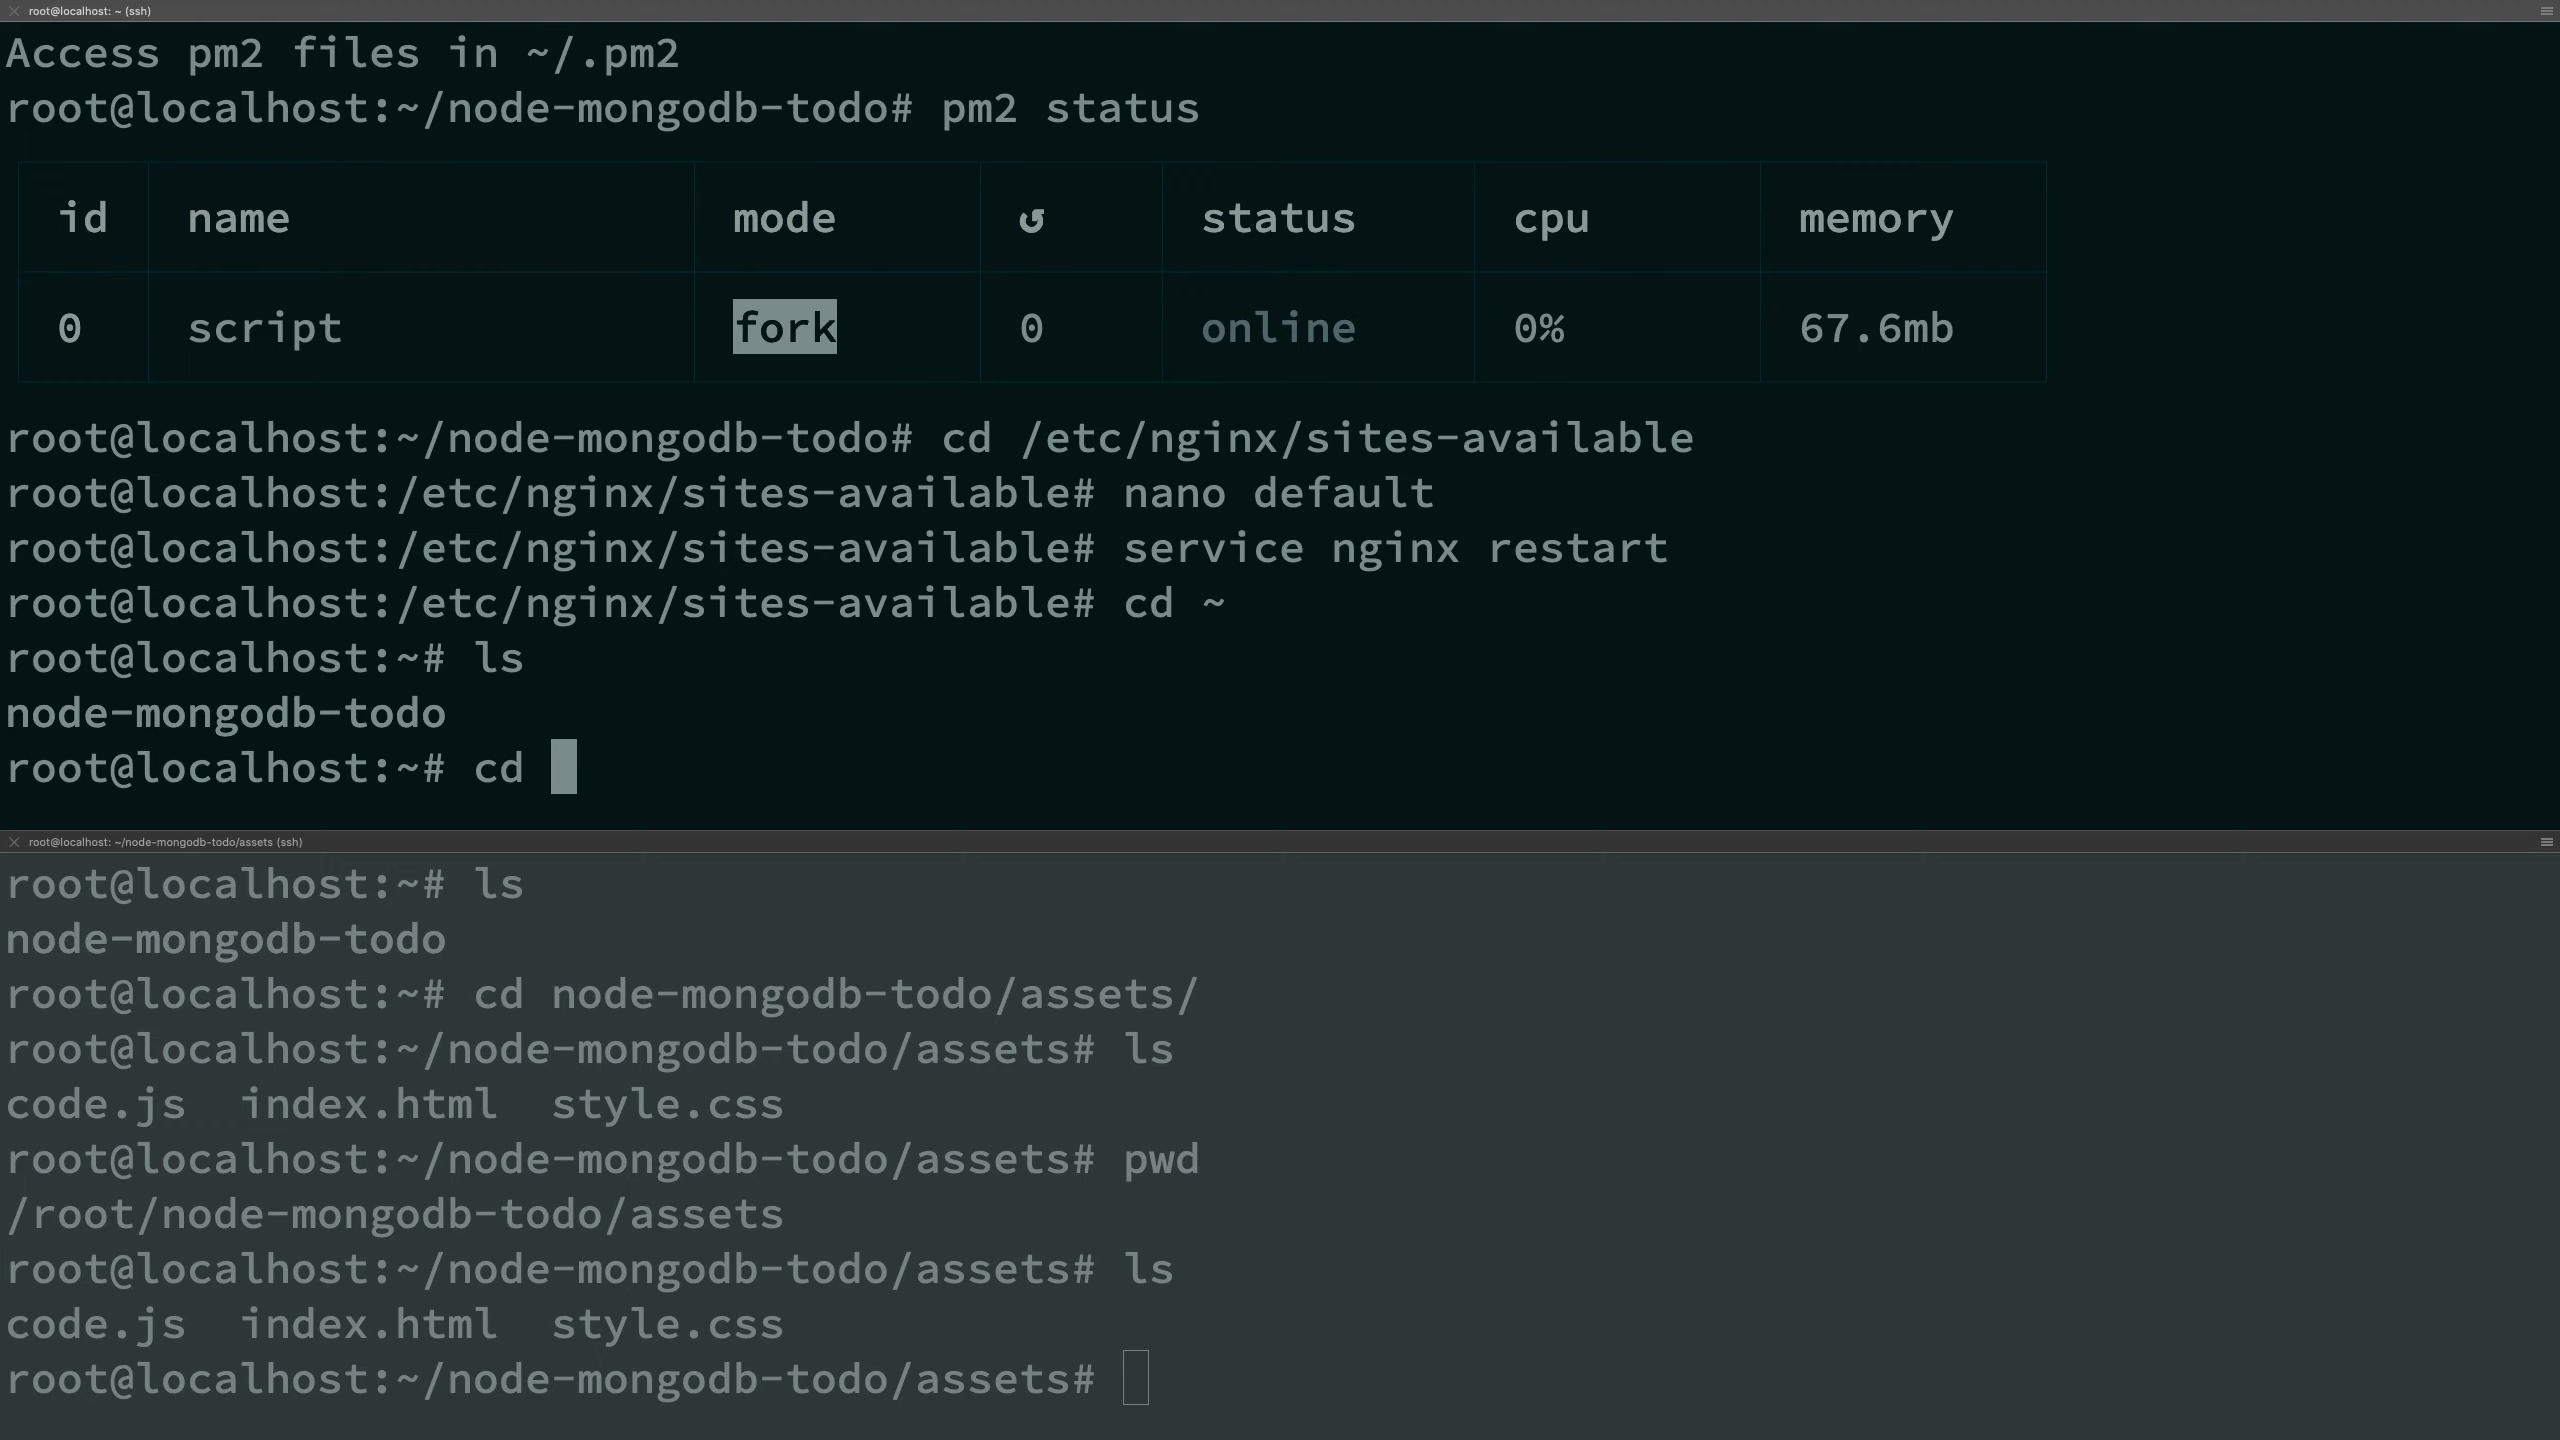 root@localhost: ~ (ssh)
Access pm2 files in ~/.pm2
root@localhost:~/node-mongodb-todo# pm2 status
id name mode ↺ status cpu memory
0 script fork 0 online 0% 67.6mb
root@localhost:~/node-mongodb-todo# cd /etc/nginx/sites-available
root@localhost:/etc/nginx/sites-available# nano default
root@localhost:/etc/nginx/sites-available# service nginx restart
root@localhost:/etc/nginx/sites-available# cd ~
root@localhost:~# ls
node-mongodb-todo
root@localhost:~# cd
root@localhost: ~/node-mongodb-todo/assets (ssh)
root@localhost:~# ls
node-mongodb-todo
root@localhost:~# cd node-mongodb-todo/assets/
root@localhost:~/node-mongodb-todo/assets# ls
code.js index.html style.css
root@localhost:~/node-mongodb-todo/assets# pwd
/root/node-mongodb-todo/assets
root@localhost:~/node-mongodb-todo/assets# ls
code.js index.html style.css
root@localhost:~/node-mongodb-todo/assets#